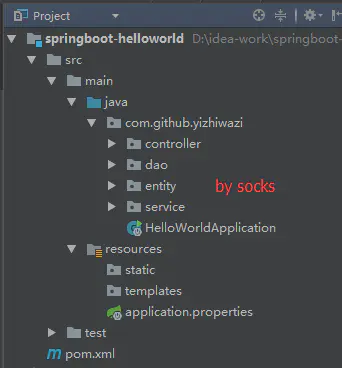 Project
springboot-helloworld D:\idea-work\springboot-
src
main
java
com.github.yizhiwazi
controller
dao
entity by socks
service
HelloWorldApplication
resources
static
templates
application.properties
test
pom.xml